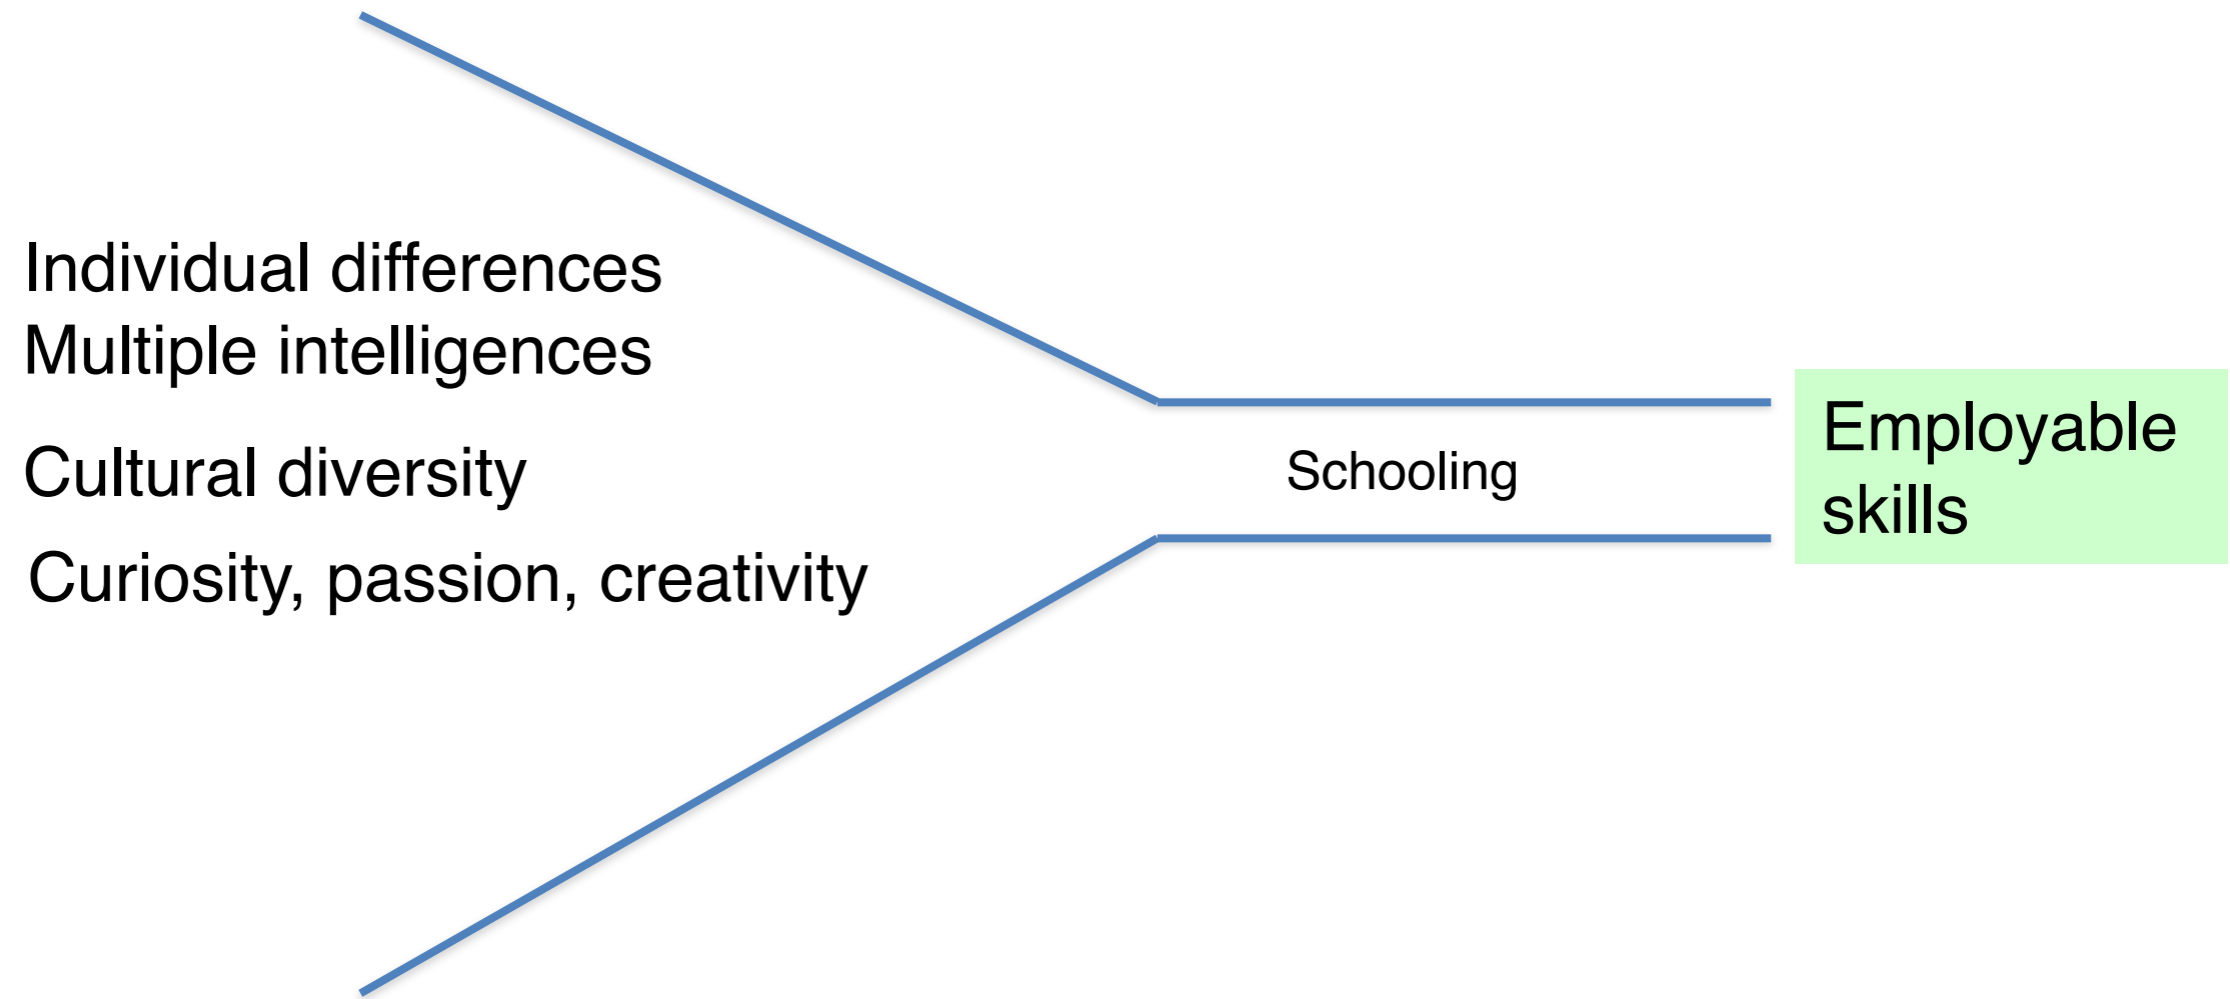 Individual differences
Multiple intelligences
Cultural diversity
Curiosity, passion, creativity
Schooling
Employable
skills